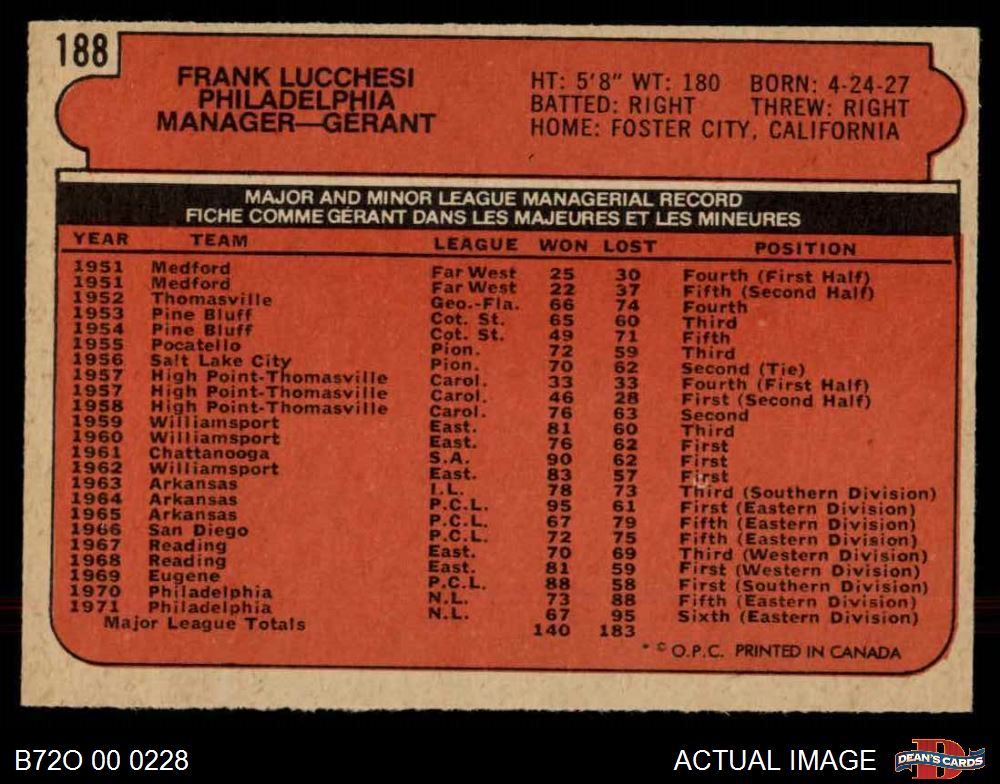 188
FRANK LUCCHESI
PHILADELPHIA
MANAGER—GÉRANT
HT: 5'8" WT: 180 BORN: 4-24-27
BATTED: RIGHT THREW: RIGHT
HOME: FOSTER CITY, CALIFORNIA
MAJOR AND MINOR LEAGUE MANAGERIAL RECORD
FICHE COMME GÉRANT DANS LES MAJEURES ET LES MINEURES
YEAR TEAM LEAGUE WON LOST POSITION
1951 Medford Far West 25 30 Fourth (First Half)
1951 Medford Far West 22 37 Fifth (Second Half)
1952 Thomasville Geo.-Fla. 66 74 Fourth
1953 Pine Bluff Cot. St. 65 60 Third
1954 Pine Bluff Cot. St. 49 71 Fifth
1955 Pocatello Pion. 72 59 Third
1956 Salt Lake City Pion. 70 62 Second (Tie)
1957 High Point-Thomasville Carol. 33 33 Fourth (First Half)
1957 High Point-Thomasville Carol. 46 28 First (Second Half)
1958 High Point-Thomasville Carol. 76 63 Second
1959 Williamsport East. 81 60 Third
1960 Williamsport East. 76 62 First
1961 Chattanooga S.A. 90 62 First
1962 Williamsport East. 83 57 First
1963 Arkansas I.L. 78 73 Third (Southern Division)
1964 Arkansas P.C.L. 95 61 First (Eastern Division)
1965 Arkansas P.C.L. 67 79 Fifth (Eastern Division)
1966 San Diego P.C.L. 72 75 Fifth (Eastern Division)
1967 Reading East. 70 69 Third (Western Division)
1968 Reading East. 81 59 First (Western Division)
1969 Eugene P.C.L. 88 58 First (Southern Division)
1970 Philadelphia N.L. 73 88 Fifth (Eastern Division)
1971 Philadelphia N.L. 67 95 Sixth (Eastern Division)
Major League Totals 140 183
* © O.P.C. PRINTED IN CANADA
B72O 00 0228
ACTUAL IMAGE
D
DEAN'S CARDS